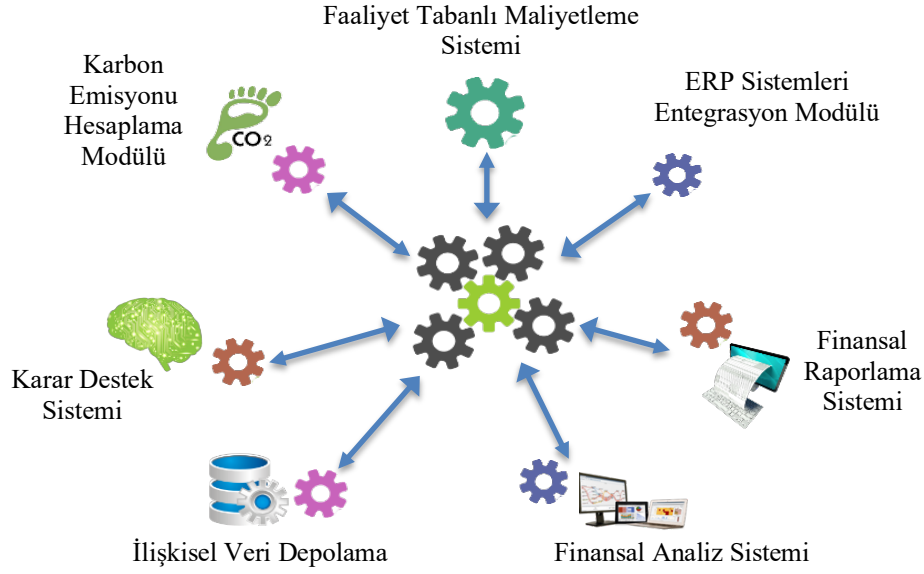 Faaliyet Tabanlı Maliyetleme
Sistemi
Karbon
Emisyonu
Hesaplama
Modülü
CO2
ERP Sistemleri
Entegrasyon Modülü
Karar Destek
Sistemi
Finansal
Raporlama
Sistemi
İlişkisel Veri Depolama
Finansal Analiz Sistemi